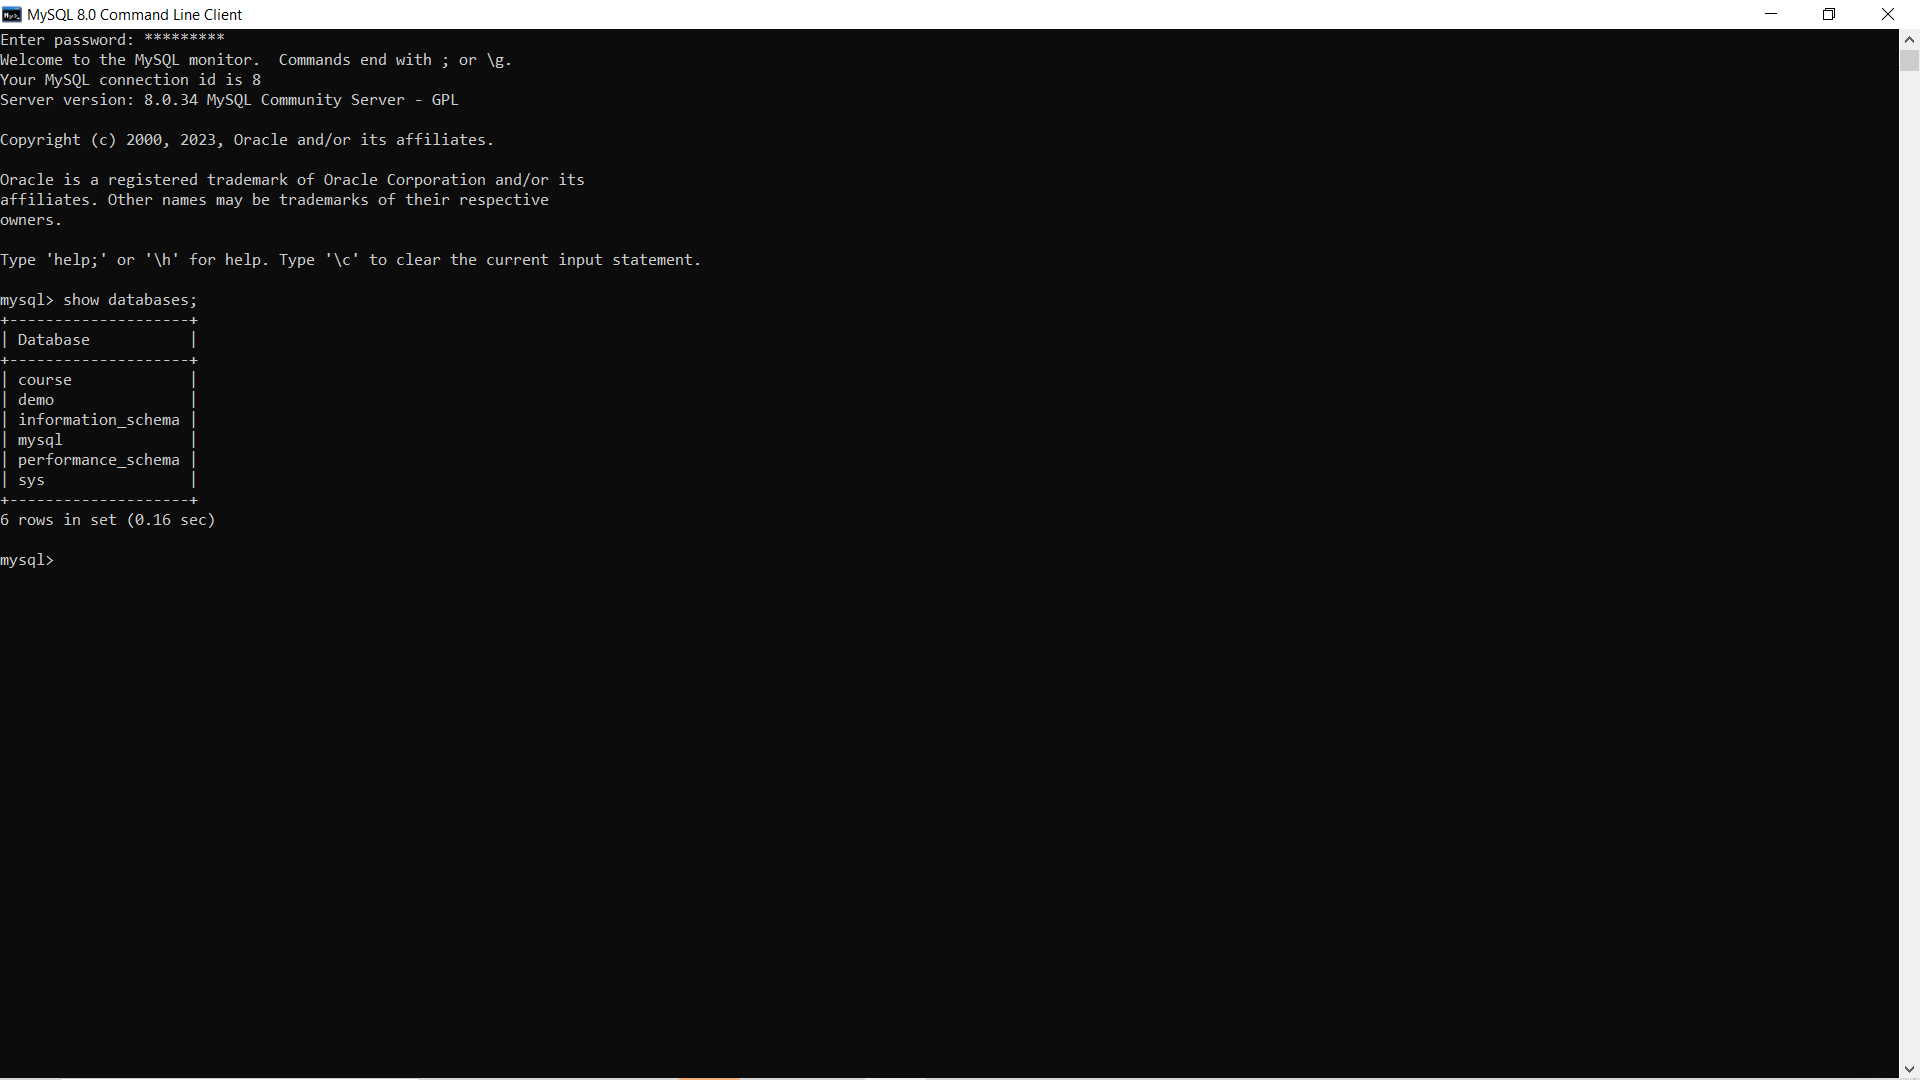 MySQL 8.0 Command Line Client
Enter password: *********
Welcome to the MySQL monitor.  Commands end with ; or \g.
Your MySQL connection id is 8
Server version: 8.0.34 MySQL Community Server - GPL

Copyright (c) 2000, 2023, Oracle and/or its affiliates.

Oracle is a registered trademark of Oracle Corporation and/or its
affiliates. Other names may be trademarks of their respective
owners.

Type 'help;' or '\h' for help. Type '\c' to clear the current input statement.

mysql> show databases;
+--------------------+
| Database           |
+--------------------+
| course             |
| demo               |
| information_schema |
| mysql              |
| performance_schema |
| sys                |
+--------------------+
6 rows in set (0.16 sec)

mysql>